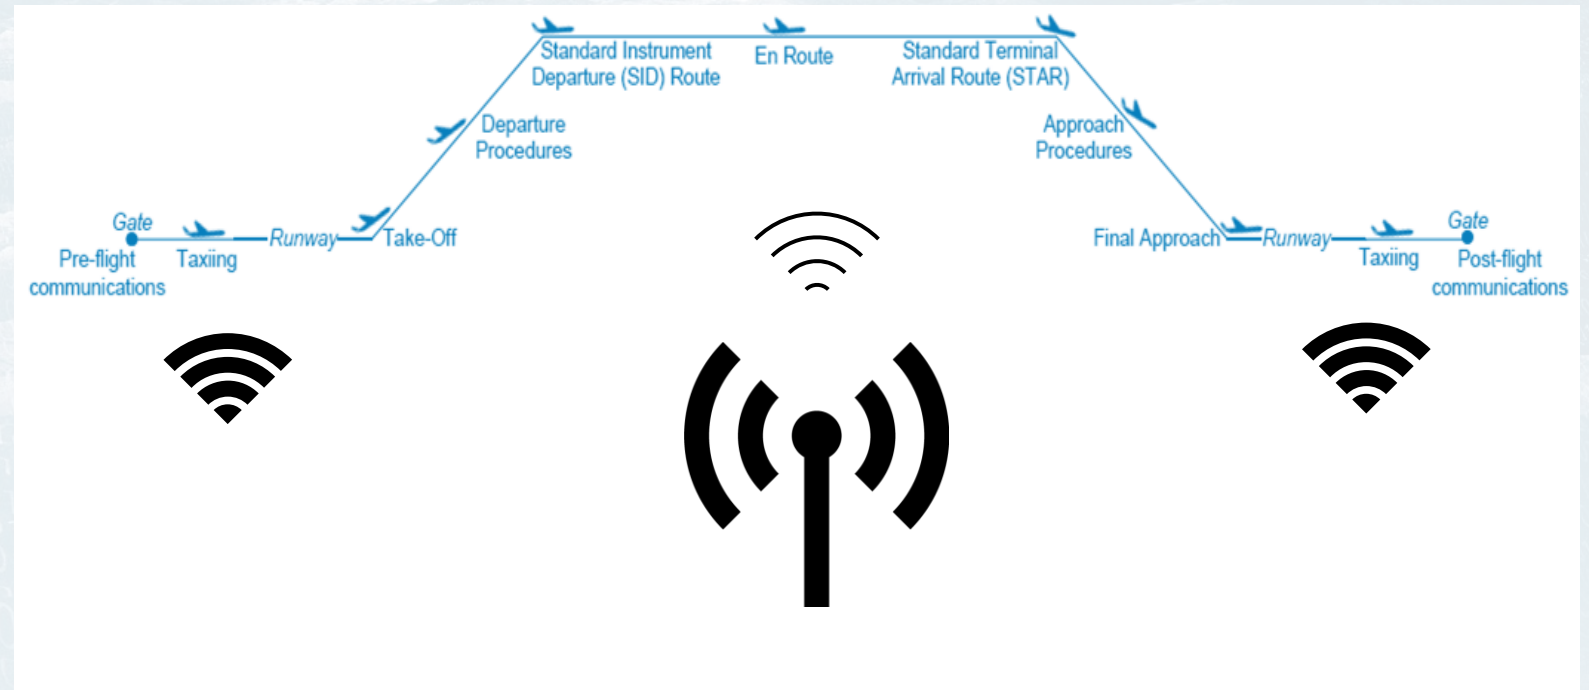 Standard Instrument
Departure (SID) Route
En Route
Standard Terminal
Arrival Route (STAR)
Departure
Procedures
Approach
Procedures
Gate
Pre-flight
communications
Taxiing
Runway
Take-Off
Final Approach
Runway
Taxiing
Gate
Post-flight
communications